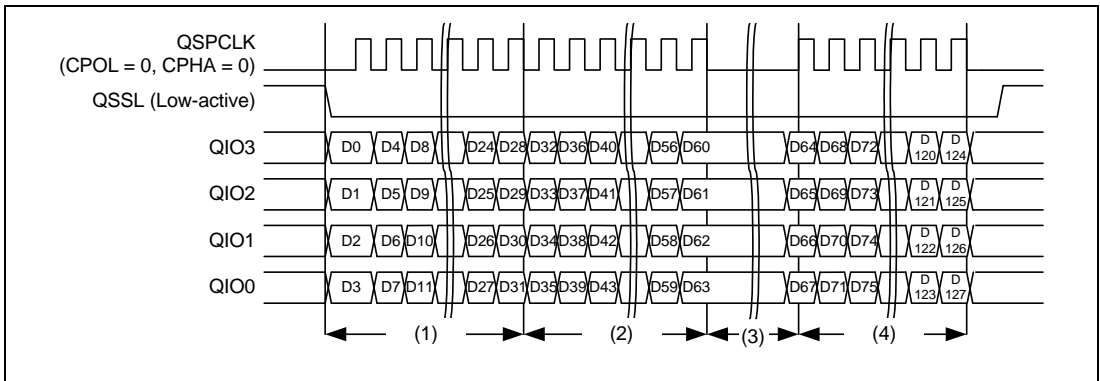 QSPCLK
(CPOL = 0, CPHA = 0)
QSSL (Low-active)
QIO3 D0 D4 D8 D24 D28 D32 D36 D40 D56 D60 D64 D68 D72 D 120 D 124
QIO2 D1 D5 D9 D25 D29 D33 D37 D41 D57 D61 D65 D69 D73 D 121 D 125
QIO1 D2 D6 D10 D26 D30 D34 D38 D42 D58 D62 D66 D70 D74 D 122 D 126
QIO0 D3 D7 D11 D27 D31 D35 D39 D43 D59 D63 D67 D71 D75 D 123 D 127
(1) (2) (3) (4)